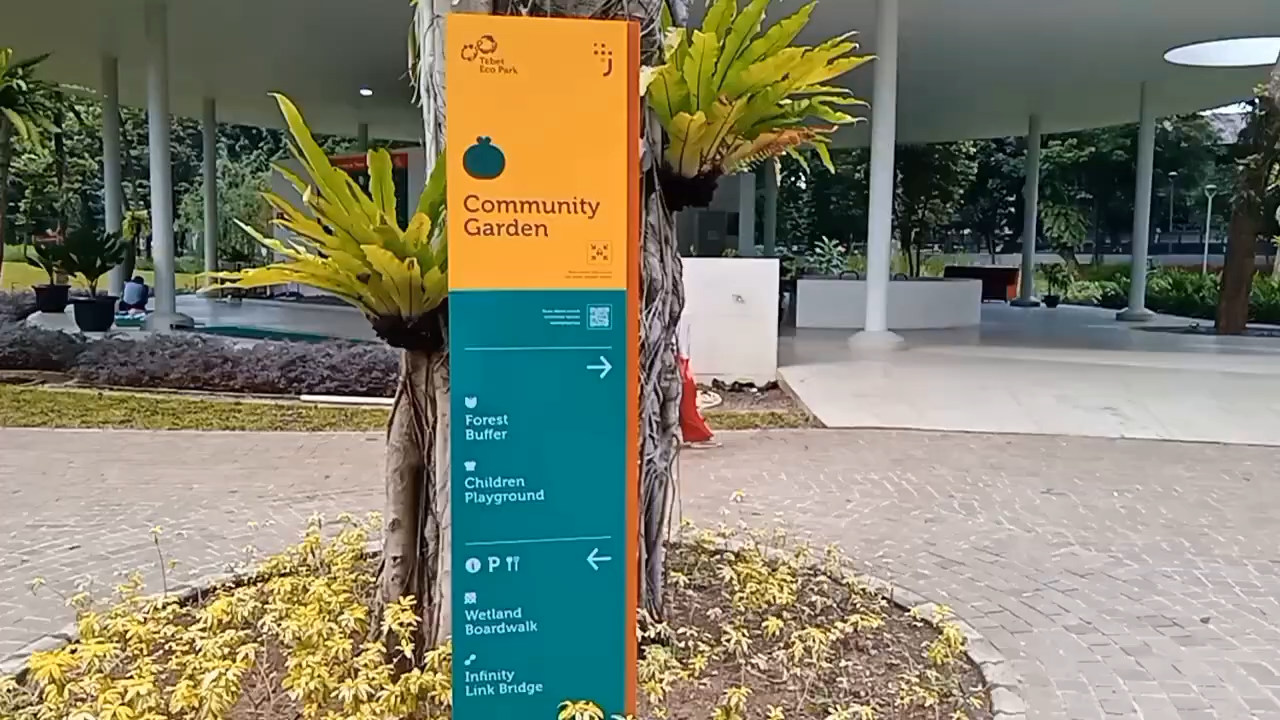 Tebet
Eco Park
Community
Garden
Forest
Buffer
Children
Playground
P
Wetland
Boardwalk
Infinity
Link Bridge